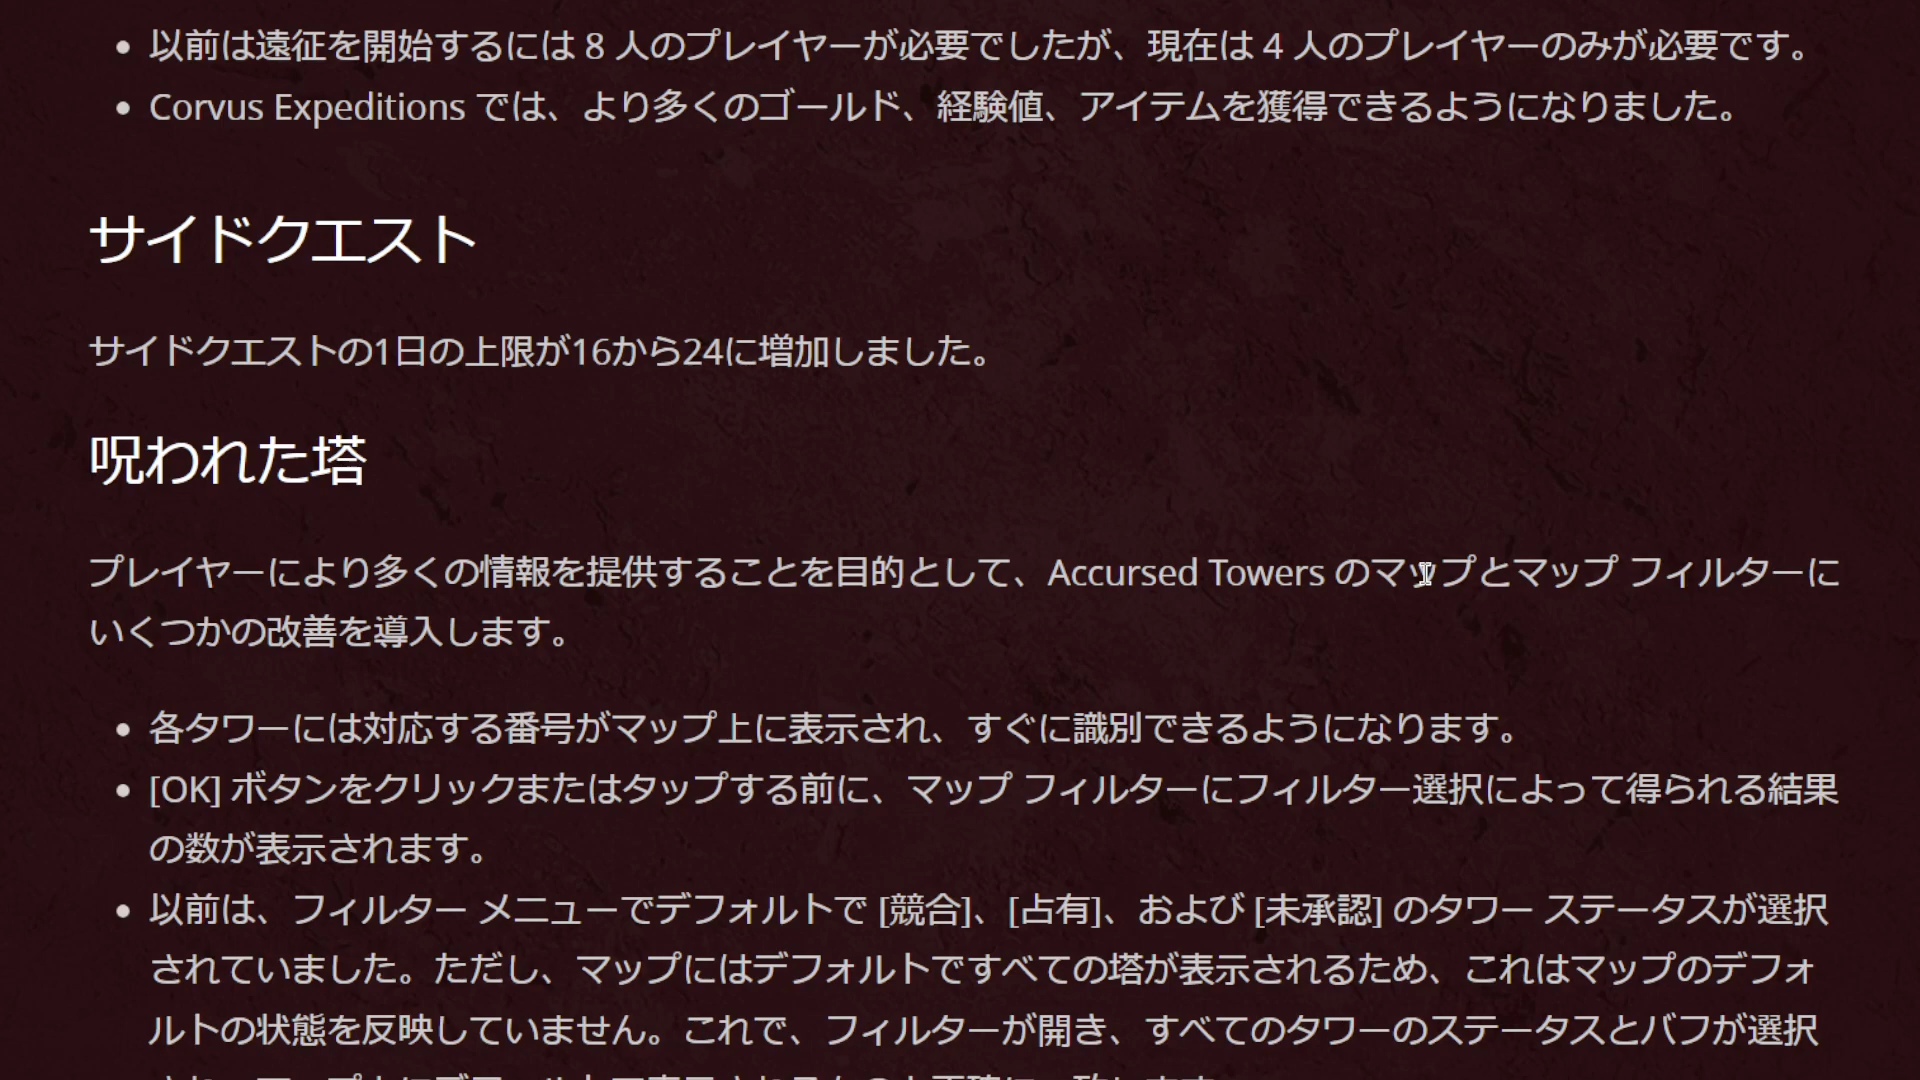 以前は遠征を開始するには 8 人のプレイヤーが必要でしたが、現在は 4 人のプレイヤーのみが必要です。
Corvus Expeditions では、より多くのゴールド、経験値、アイテムを獲得できるようになりました。
サイドクエスト
サイドクエストの1日の上限が16から24に増加しました。
呪われた塔
プレイヤーにより多くの情報を提供することを目的として、Accursed Towers のマップとマップ フィルターに
いくつかの改善を導入します。
各タワーには対応する番号がマップ上に表示され、すぐに識別できるようになります。
[OK] ボタンをクリックまたはタップする前に、マップ フィルターにフィルター選択によって得られる結果
の数が表示されます。
以前は、フィルター メニューでデフォルトで [競合]、[占有]、および [未承認] のタワー ステータスが選択
されていました。ただし、マップにはデフォルトですべての塔が表示されるため、これはマップのデフォ
ルトの状態を反映していません。これで、フィルターが開き、すべてのタワーのステータスとバフが選択